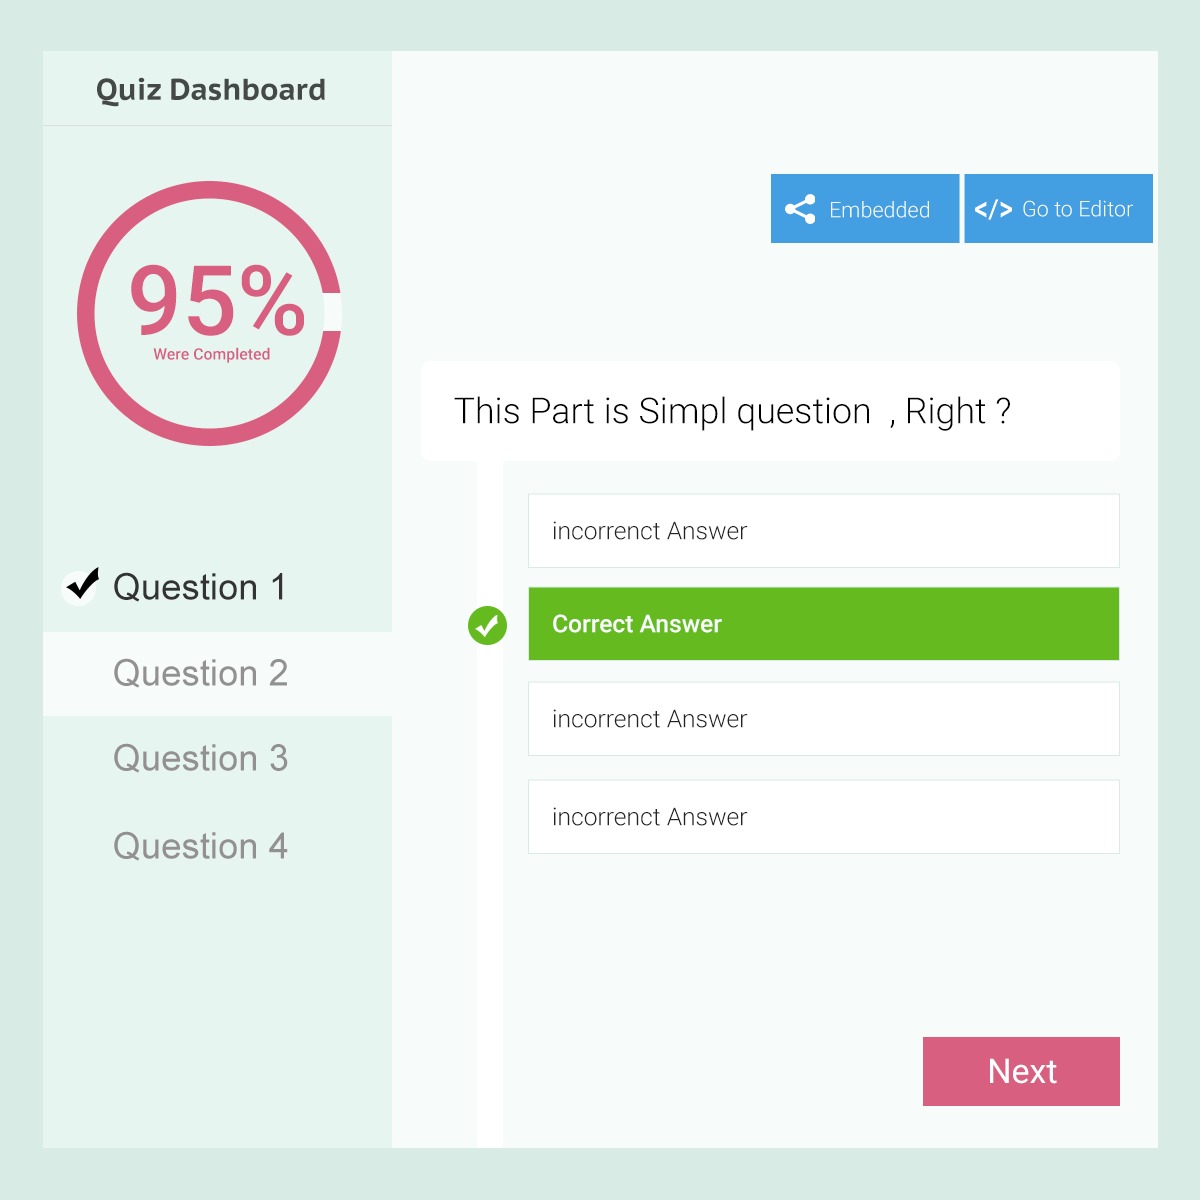 Quiz Dashboard
95%
Were Completed
Question 1
Question 2
Question 3
Question 4
Embedded
</> Go to Editor
This Part is Simpl question , Right ?
incorrenct Answer
Correct Answer
incorrenct Answer
incorrenct Answer
Next